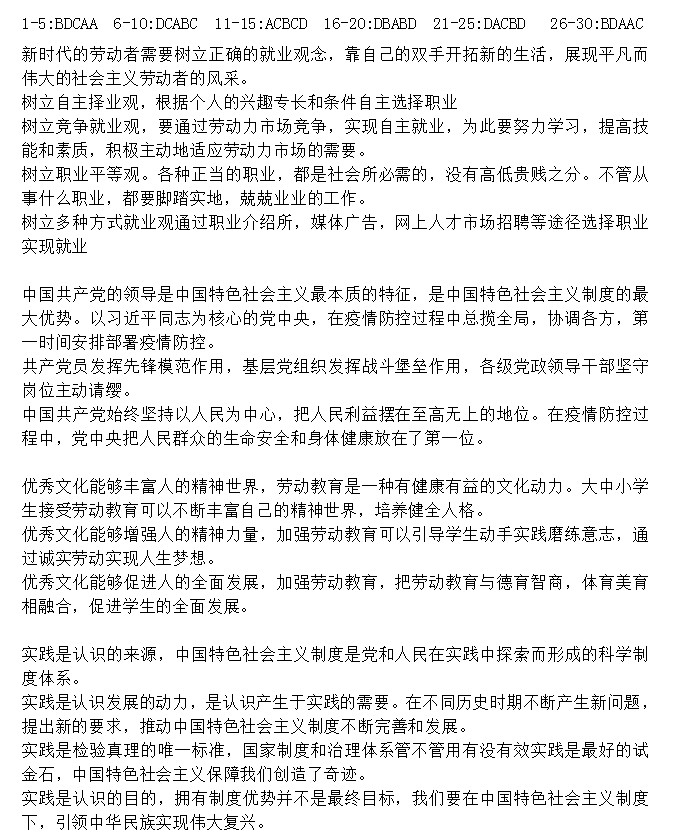 1-5:BDCAA  6-10:DCABC  11-15:ACBCD  16-20:DBABD  21-25:DACBD   26-30:BDAAC
新时代的劳动者需要树立正确的就业观念，靠自己的双手开拓新的生活，展现平凡而
伟大的社会主义劳动者的风采。
树立自主择业观，根据个人的兴趣专长和条件自主选择职业
树立竞争就业观，要通过劳动力市场竞争，实现自主就业，为此要努力学习，提高技
能和素质，积极主动地适应劳动力市场的需要。
树立职业平等观。各种正当的职业，都是社会所必需的，没有高低贵贱之分。不管从
事什么职业，都要脚踏实地，兢兢业业的工作。
树立多种方式就业观通过职业介绍所，媒体广告，网上人才市场招聘等途径选择职业
实现就业
中国共产党的领导是中国特色社会主义最本质的特征，是中国特色社会主义制度的最
大优势。以习近平同志为核心的党中央，在疫情防控过程中总揽全局，协调各方，第
一时间安排部署疫情防控。
共产党员发挥先锋模范作用，基层党组织发挥战斗堡垒作用，各级党政领导干部坚守
岗位主动请缨。
中国共产党始终坚持以人民为中心，把人民利益摆在至高无上的地位。在疫情防控过
程中，党中央把人民群众的生命安全和身体健康放在了第一位。
优秀文化能够丰富人的精神世界，劳动教育是一种有健康有益的文化动力。大中小学
生接受劳动教育可以不断丰富自己的精神世界，培养健全人格。
优秀文化能够增强人的精神力量，加强劳动教育可以引导学生动手实践磨练意志，通
过诚实劳动实现人生梦想。
优秀文化能够促进人的全面发展，加强劳动教育，把劳动教育与德育智商，体育美育
相融合，促进学生的全面发展。
实践是认识的来源，中国特色社会主义制度是党和人民在实践中探索而形成的科学制
度体系。
实践是认识发展的动力，是认识产生于实践的需要。在不同历史时期不断产生新问题，
提出新的要求，推动中国特色社会主义制度不断完善和发展。
实践是检验真理的唯一标准，国家制度和治理体系管不管用有没有效实践是最好的试
金石，中国特色社会主义保障我们创造了奇迹。
实践是认识的目的，拥有制度优势并不是最终目标，我们要在中国特色社会主义制度
下，引领中华民族实现伟大复兴。